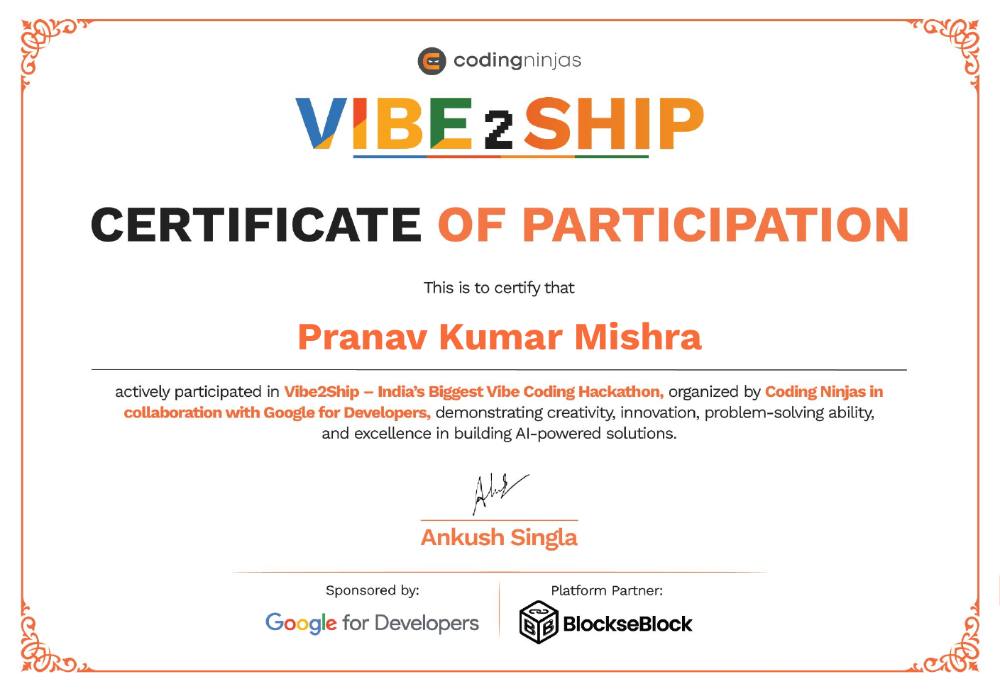 codingninjas
VIBE 2 SHIP
CERTIFICATE OF PARTICIPATION
This is to certify that
Pranav Kumar Mishra
actively participated in Vibe2Ship – India's Biggest Vibe Coding Hackathon, organized by Coding Ninjas in
collaboration with Google for Developers, demonstrating creativity, innovation, problem-solving ability,
and excellence in building AI-powered solutions.
Ankush Singla
Sponsored by:
Google for Developers
Platform Partner:
BlockseBlock